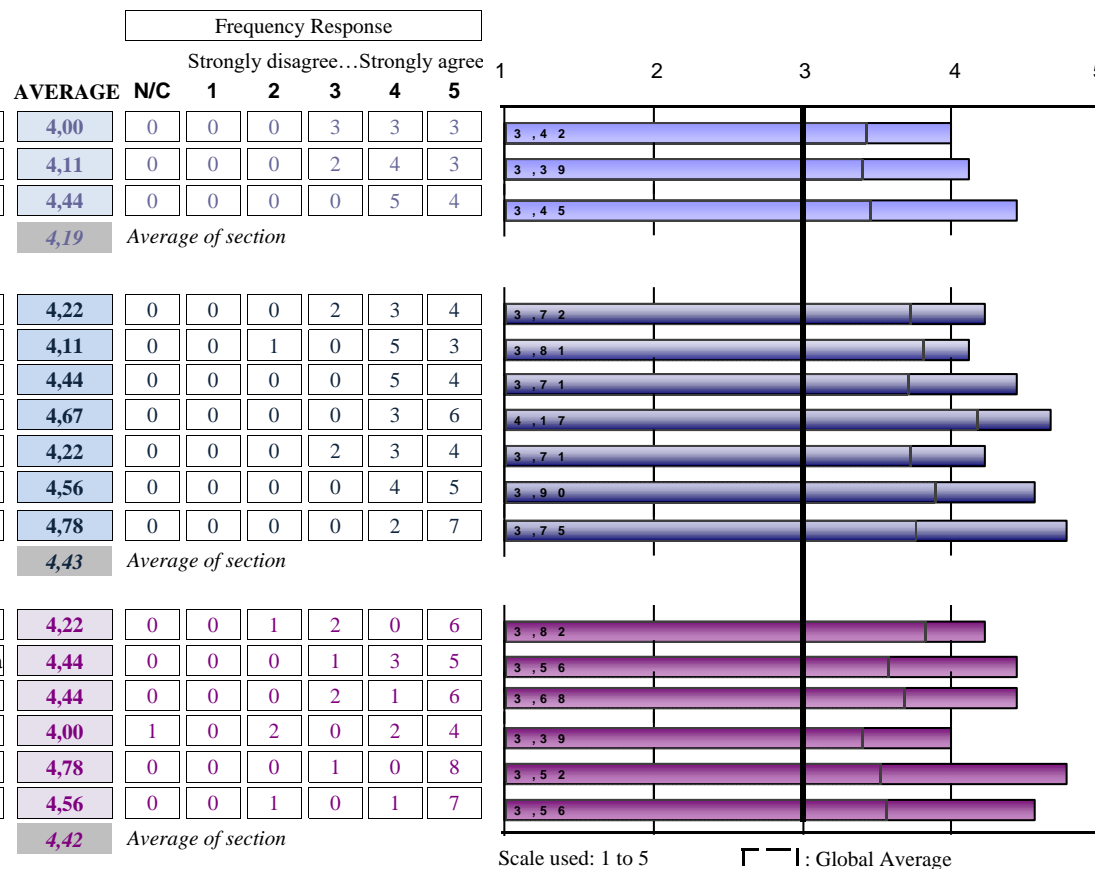 Frequency Response
Strongly disagree…Strongly agree
AVERAGE N/C 1 2 3 4 5
1 2 3 4 5
4,00 0 0 0 3 3 3 3,42
4,11 0 0 0 2 4 3 3,39
4,44 0 0 0 0 5 4 3,45
4,19 Average of section
4,22 0 0 0 2 3 4 3,72
4,11 0 0 1 0 5 3 3,81
4,44 0 0 0 0 5 4 3,71
4,67 0 0 0 0 3 6 4,17
4,22 0 0 0 2 3 4 3,71
4,56 0 0 0 0 4 5 3,90
4,78 0 0 0 0 2 7 3,75
4,43 Average of section
4,22 0 0 1 2 0 6 3,82
4,44 0 0 0 1 3 5 3,56
4,44 0 0 0 2 1 6 3,68
4,00 1 0 2 0 2 4 3,39
4,78 0 0 0 1 0 8 3,52
4,56 0 0 1 0 1 7 3,56
4,42 Average of section
Scale used: 1 to 5 : Global Average